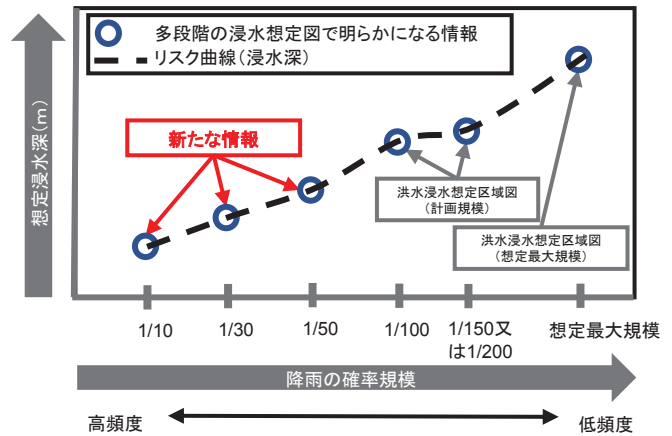 多段階の浸水想定図で明らかになる情報
リスク曲線(浸水深)
新たな情報
想定浸水深(m)
洪水浸水想定区域図
(計画規模)
洪水浸水想定区域図
(想定最大規模)
1/10
1/30
1/50
1/100
1/150又
は1/200
想定最大規模
降雨の確率規模
高頻度
低頻度